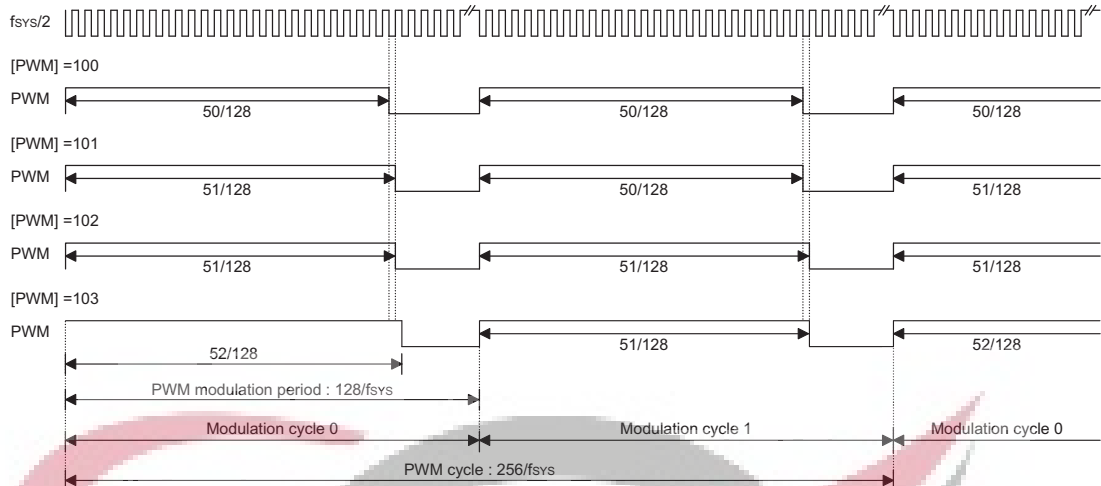 fSYS/2
[PWM] =100
PWM
50/128 50/128 50/128
[PWM] =101
PWM
51/128 50/128 51/128
[PWM] =102
PWM
51/128 51/128 51/128
[PWM] =103
PWM
52/128 51/128 52/128
PWM modulation period : 128/fSYS
Modulation cycle 0 Modulation cycle 1 Modulation cycle 0
PWM cycle : 256/fSYS